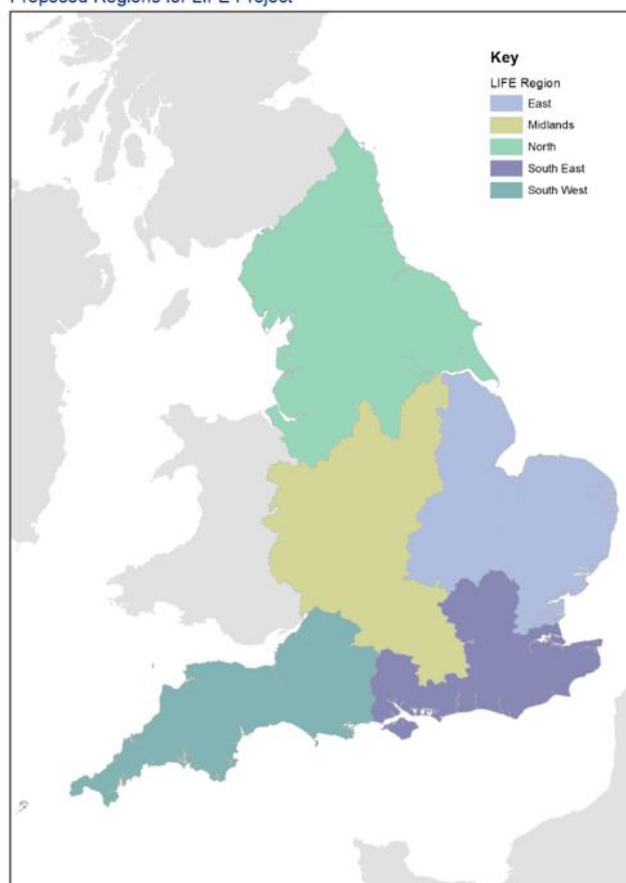 Proposed Regions for LIFE Project
Key
LIFE Region
East
Midlands
North
South East
South West